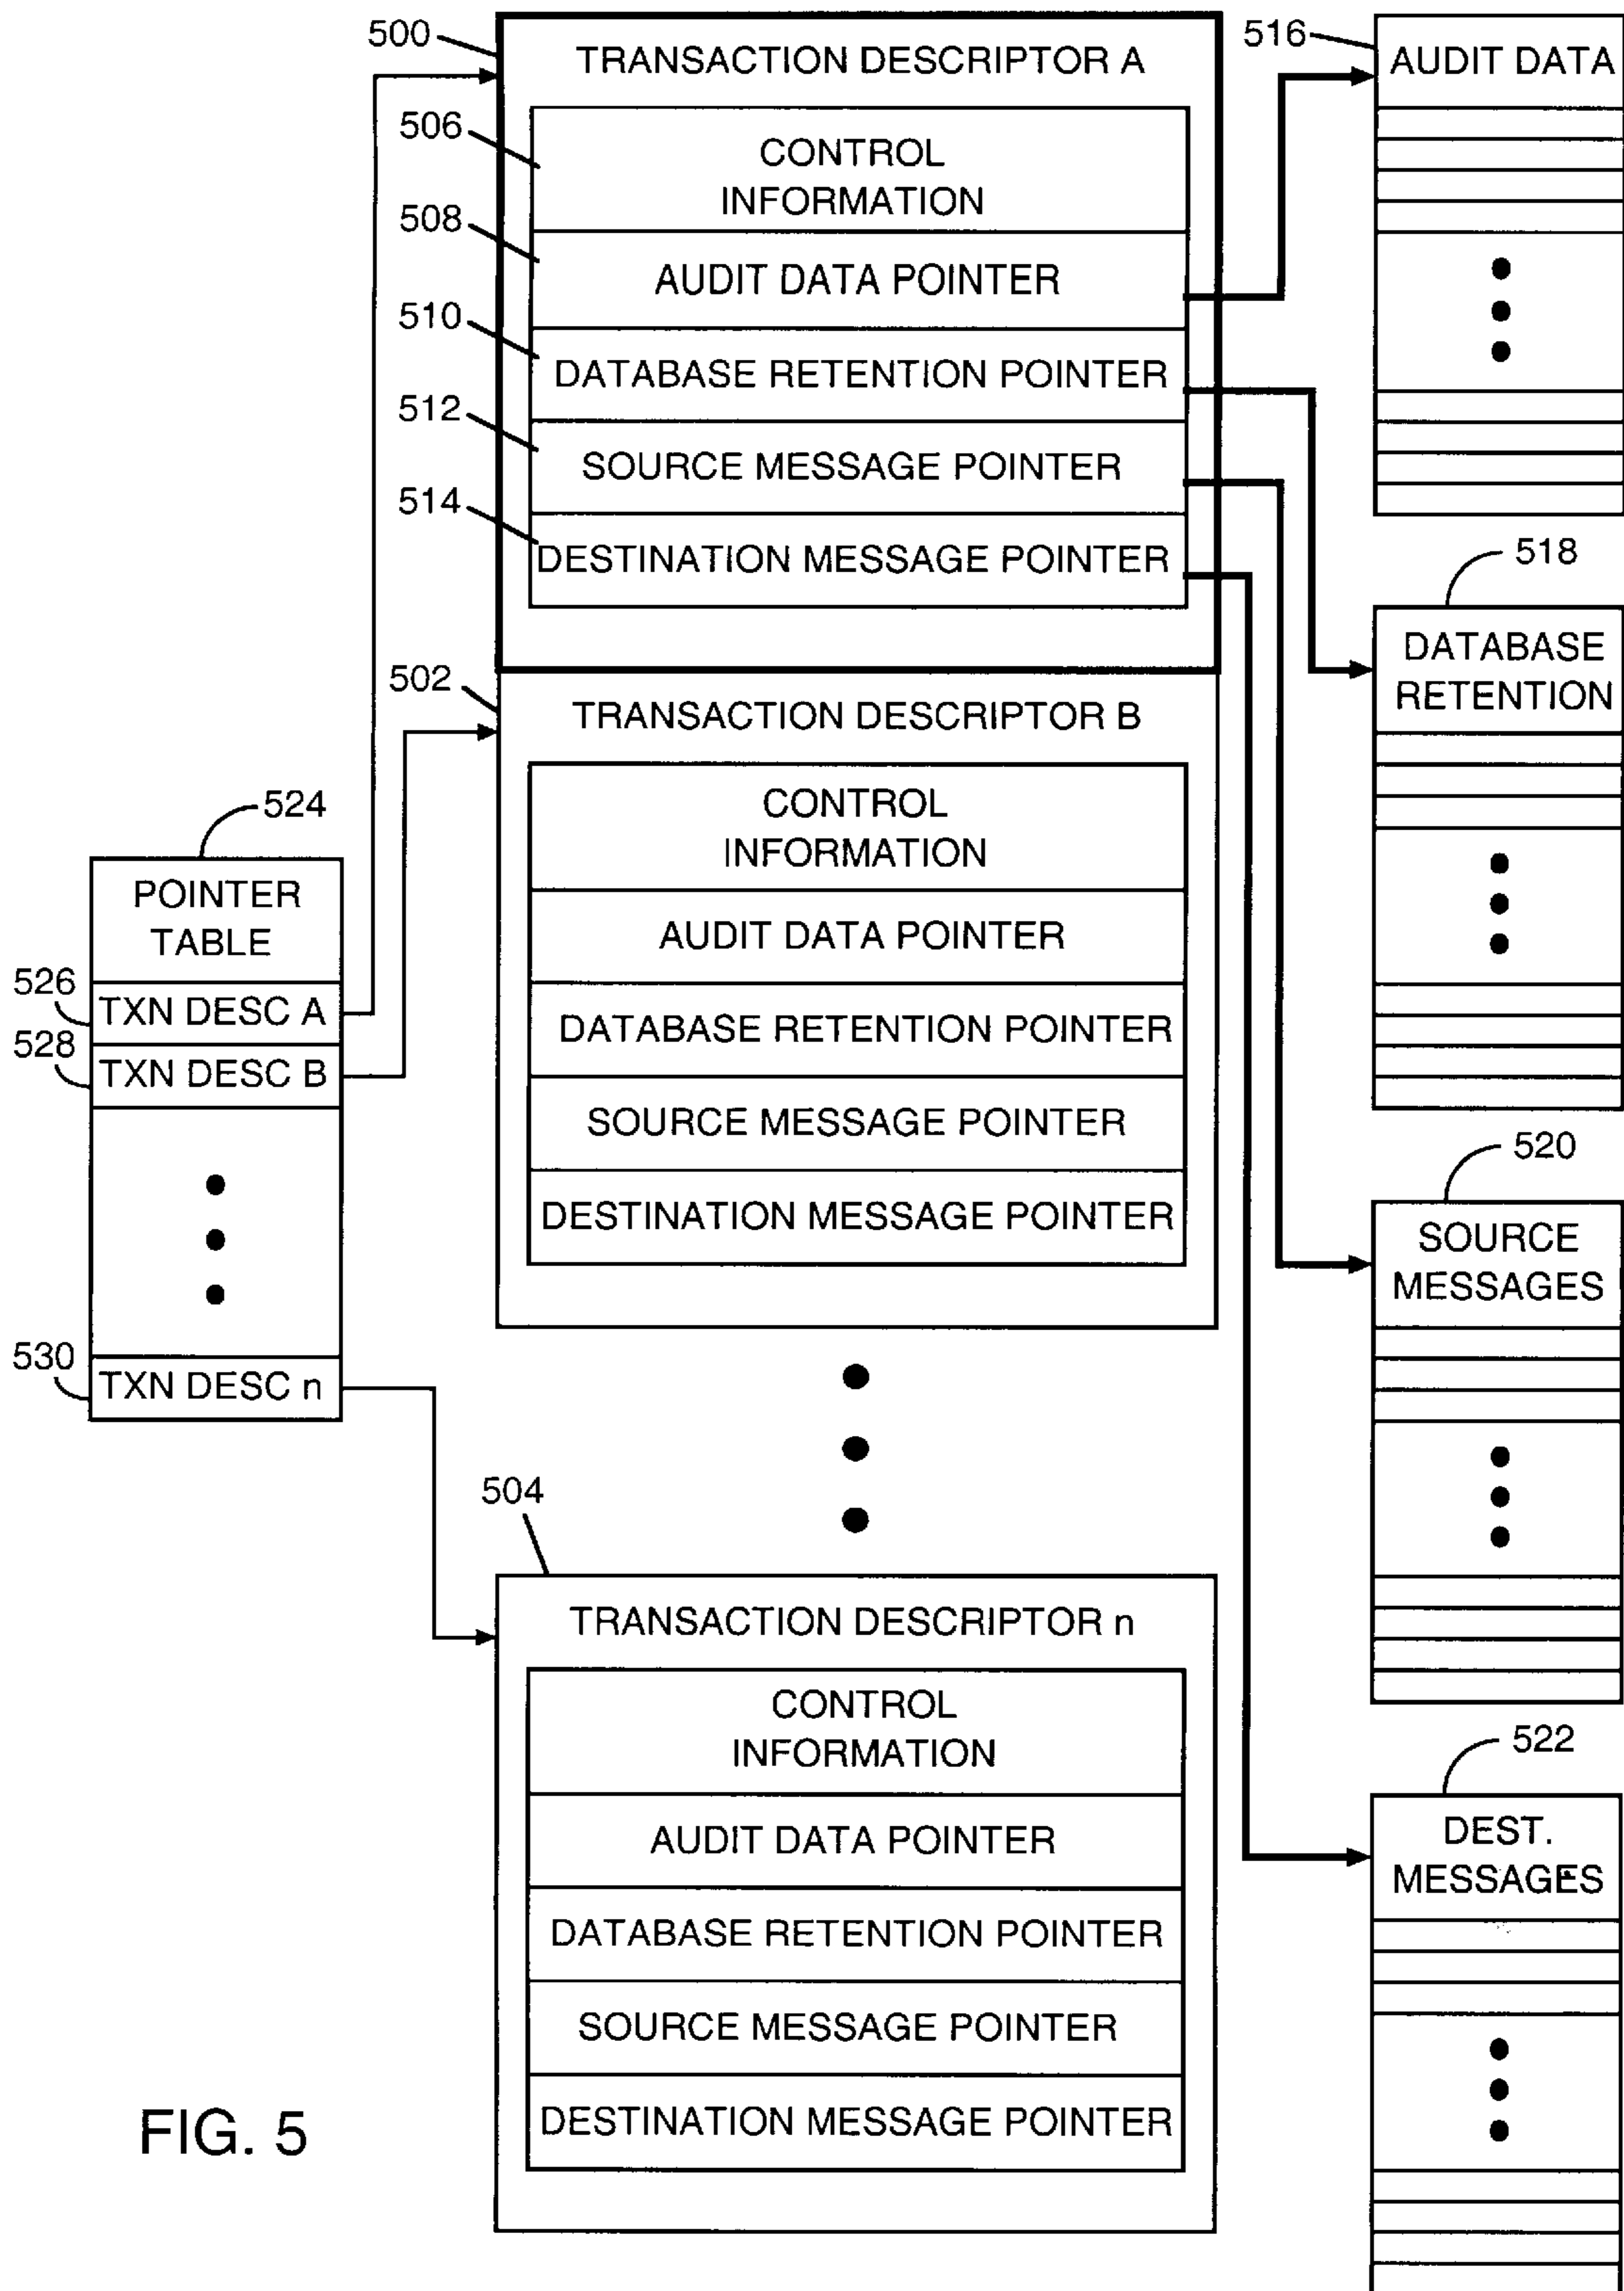 500
TRANSACTION DESCRIPTOR A
506
CONTROL
INFORMATION
508
AUDIT DATA POINTER
510
DATABASE RETENTION POINTER
512
SOURCE MESSAGE POINTER
514
DESTINATION MESSAGE POINTER
502
TRANSACTION DESCRIPTOR B
CONTROL
INFORMATION
AUDIT DATA POINTER
DATABASE RETENTION POINTER
SOURCE MESSAGE POINTER
DESTINATION MESSAGE POINTER
524
POINTER
TABLE
526
TXN DESC A
528
TXN DESC B
530
TXN DESC n
504
TRANSACTION DESCRIPTOR n
CONTROL
INFORMATION
AUDIT DATA POINTER
DATABASE RETENTION POINTER
SOURCE MESSAGE POINTER
DESTINATION MESSAGE POINTER
516
AUDIT DATA
518
DATABASE
RETENTION
520
SOURCE
MESSAGES
522
DEST.
MESSAGES
FIG. 5